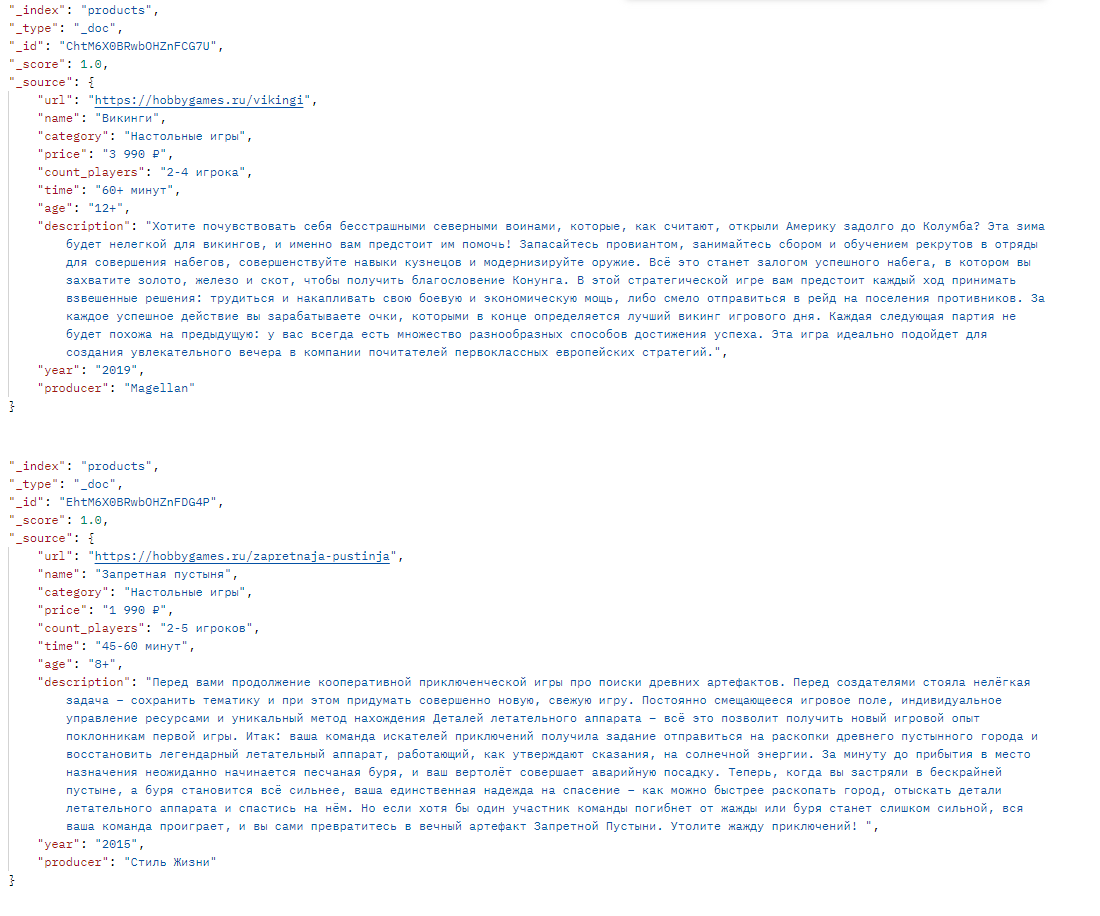 "_index": "products",
"_type": "_doc",
"_id": "ChtM6X0BRwbOHZnFCG7U",
"_score": 1.0,
"_source": {
"url": "https://hobbygames.ru/vikingi",
"name": "Викинги",
"category": "Настольные игры",
"price": "3 990 ₽",
"count_players": "2-4 игрока",
"time": "60+ минут",
"age": "12+",
"description": "Хотите почувствовать себя бесстрашными северными воинами, которые, как считают, открыли Америку задолго до Колумба? Эта зима
будет нелегкой для викингов, и именно вам предстоит им помочь! Запасайтесь провиантом, занимайтесь сбором и обучением рекрутов в отряды
для совершения набегов, совершенствуйте навыки кузнецов и модернизируйте оружие. Всё это станет залогом успешного набега, в котором вы
захватите золото, железо и скот, чтобы получить благословение Конунга. В этой стратегической игре вам предстоит каждый ход принимать
взвешенные решения: трудиться и накапливать свою боевую и экономическую мощь, либо смело отправиться в рейд на поселения противников. За
каждое успешное действие вы зарабатываете очки, которыми в конце определяется лучший викинг игрового дня. Каждая следующая партия не
будет похожа на предыдущую: у вас всегда есть множество разнообразных способов достижения успеха. Эта игра идеально подойдет для
создания увлекательного вечера в компании почитателей первоклассных европейских стратегий.",
"year": "2019",
"producer": "Magellan"
}
"_index": "products",
"_type": "_doc",
"_id": "EhtM6X0BRwbOHZnFDG4P",
"_score": 1.0,
"_source": {
"url": "https://hobbygames.ru/zapretnaja-pustinja",
"name": "Запретная пустыня",
"category": "Настольные игры",
"price": "1 990 ₽",
"count_players": "2-5 игроков",
"time": "45-60 минут",
"age": "8+",
"description": "Перед вами продолжение кооперативной приключенческой игры про поиски древних артефактов. Перед создателями стояла нелёгкая
задача – сохранить тематику и при этом придумать совершенно новую, свежую игру. Постоянно смещающееся игровое поле, индивидуальное
управление ресурсами и уникальный метод нахождения Деталей летательного аппарата – всё это позволит получить новый игровой опыт
поклонникам первой игры. Итак: ваша команда искателей приключений получила задание отправиться на раскопки древнего пустынного города и
восстановить легендарный летательный аппарат, работающий, как утверждают сказания, на солнечной энергии. За минуту до прибытия в место
назначения неожиданно начинается песчаная буря, и ваш вертолёт совершает аварийную посадку. Теперь, когда вы застряли в бескрайней
пустыне, а буря становится всё сильнее, ваша единственная надежда на спасение – как можно быстрее раскопать город, отыскать детали
летательного аппарата и спастись на нём. Но если хотя бы один участник команды погибнет от жажды или буря станет слишком сильной, вся
ваша команда проиграет, и вы сами превратитесь в вечный артефакт Запретной Пустыни. Утолите жажду приключений! ",
"year": "2015",
"producer": "Стиль Жизни"
}